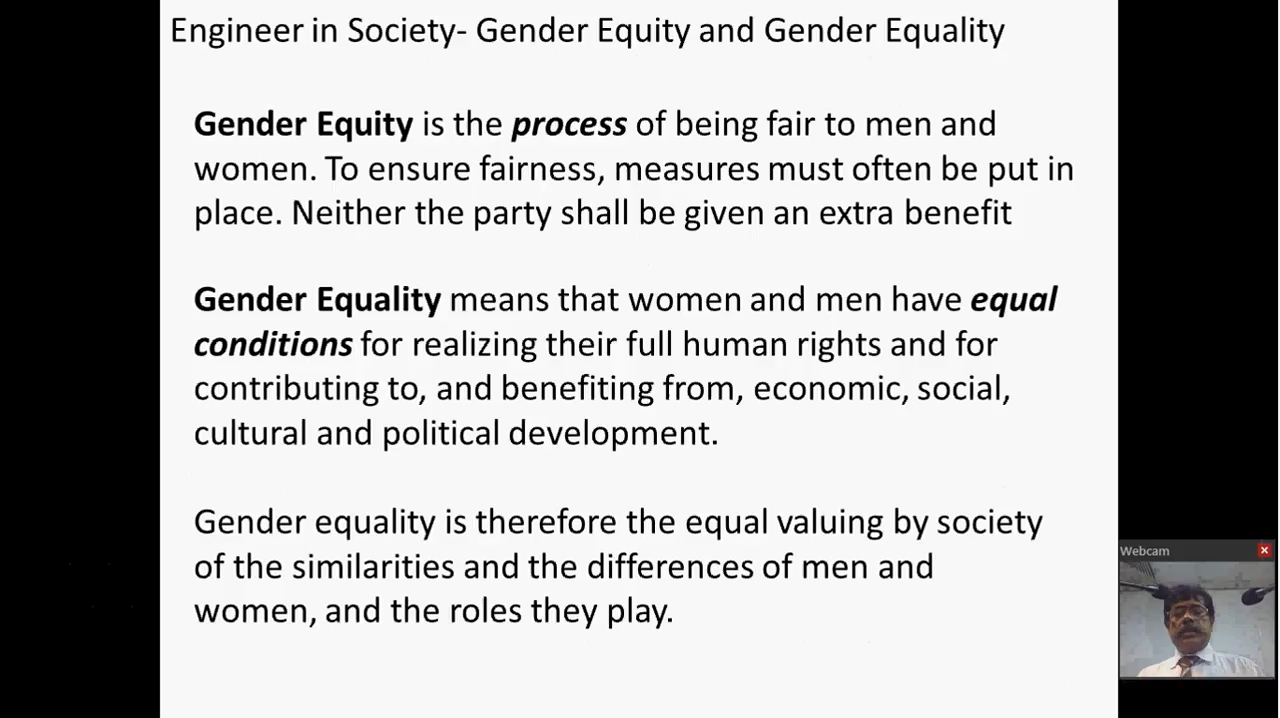 Engineer in Society- Gender Equity and Gender Equality
Gender Equity is the process of being fair to men and
women. To ensure fairness, measures must often be put in
place. Neither the party shall be given an extra benefit
Gender Equality means that women and men have equal
conditions for realizing their full human rights and for
contributing to, and benefiting from, economic, social,
cultural and political development.
Gender equality is therefore the equal valuing by society
of the similarities and the differences of men and
women, and the roles they play.
Webcam